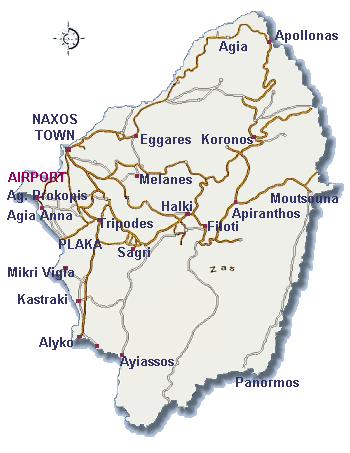 Apollonas
Agia
NAXOS
TOWN
Eggares
Koronos
AIRPORT
Melanes
Ag. Prokopis
Moutsouna
Halki
Apiranthos
Agia Anna
Tripodes
Filoti
PLAKA
Sagri
Zas
Mikri Vigla
Kastraki
Alyko
Ayiassos
Panormos